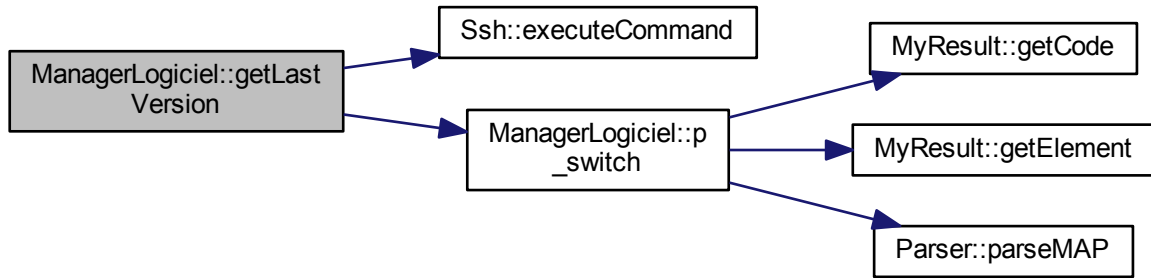 ManagerLogiciel::getLast
Version
Ssh::executeCommand
ManagerLogiciel::p
_switch
MyResult::getCode
MyResult::getElement
Parser::parseMAP